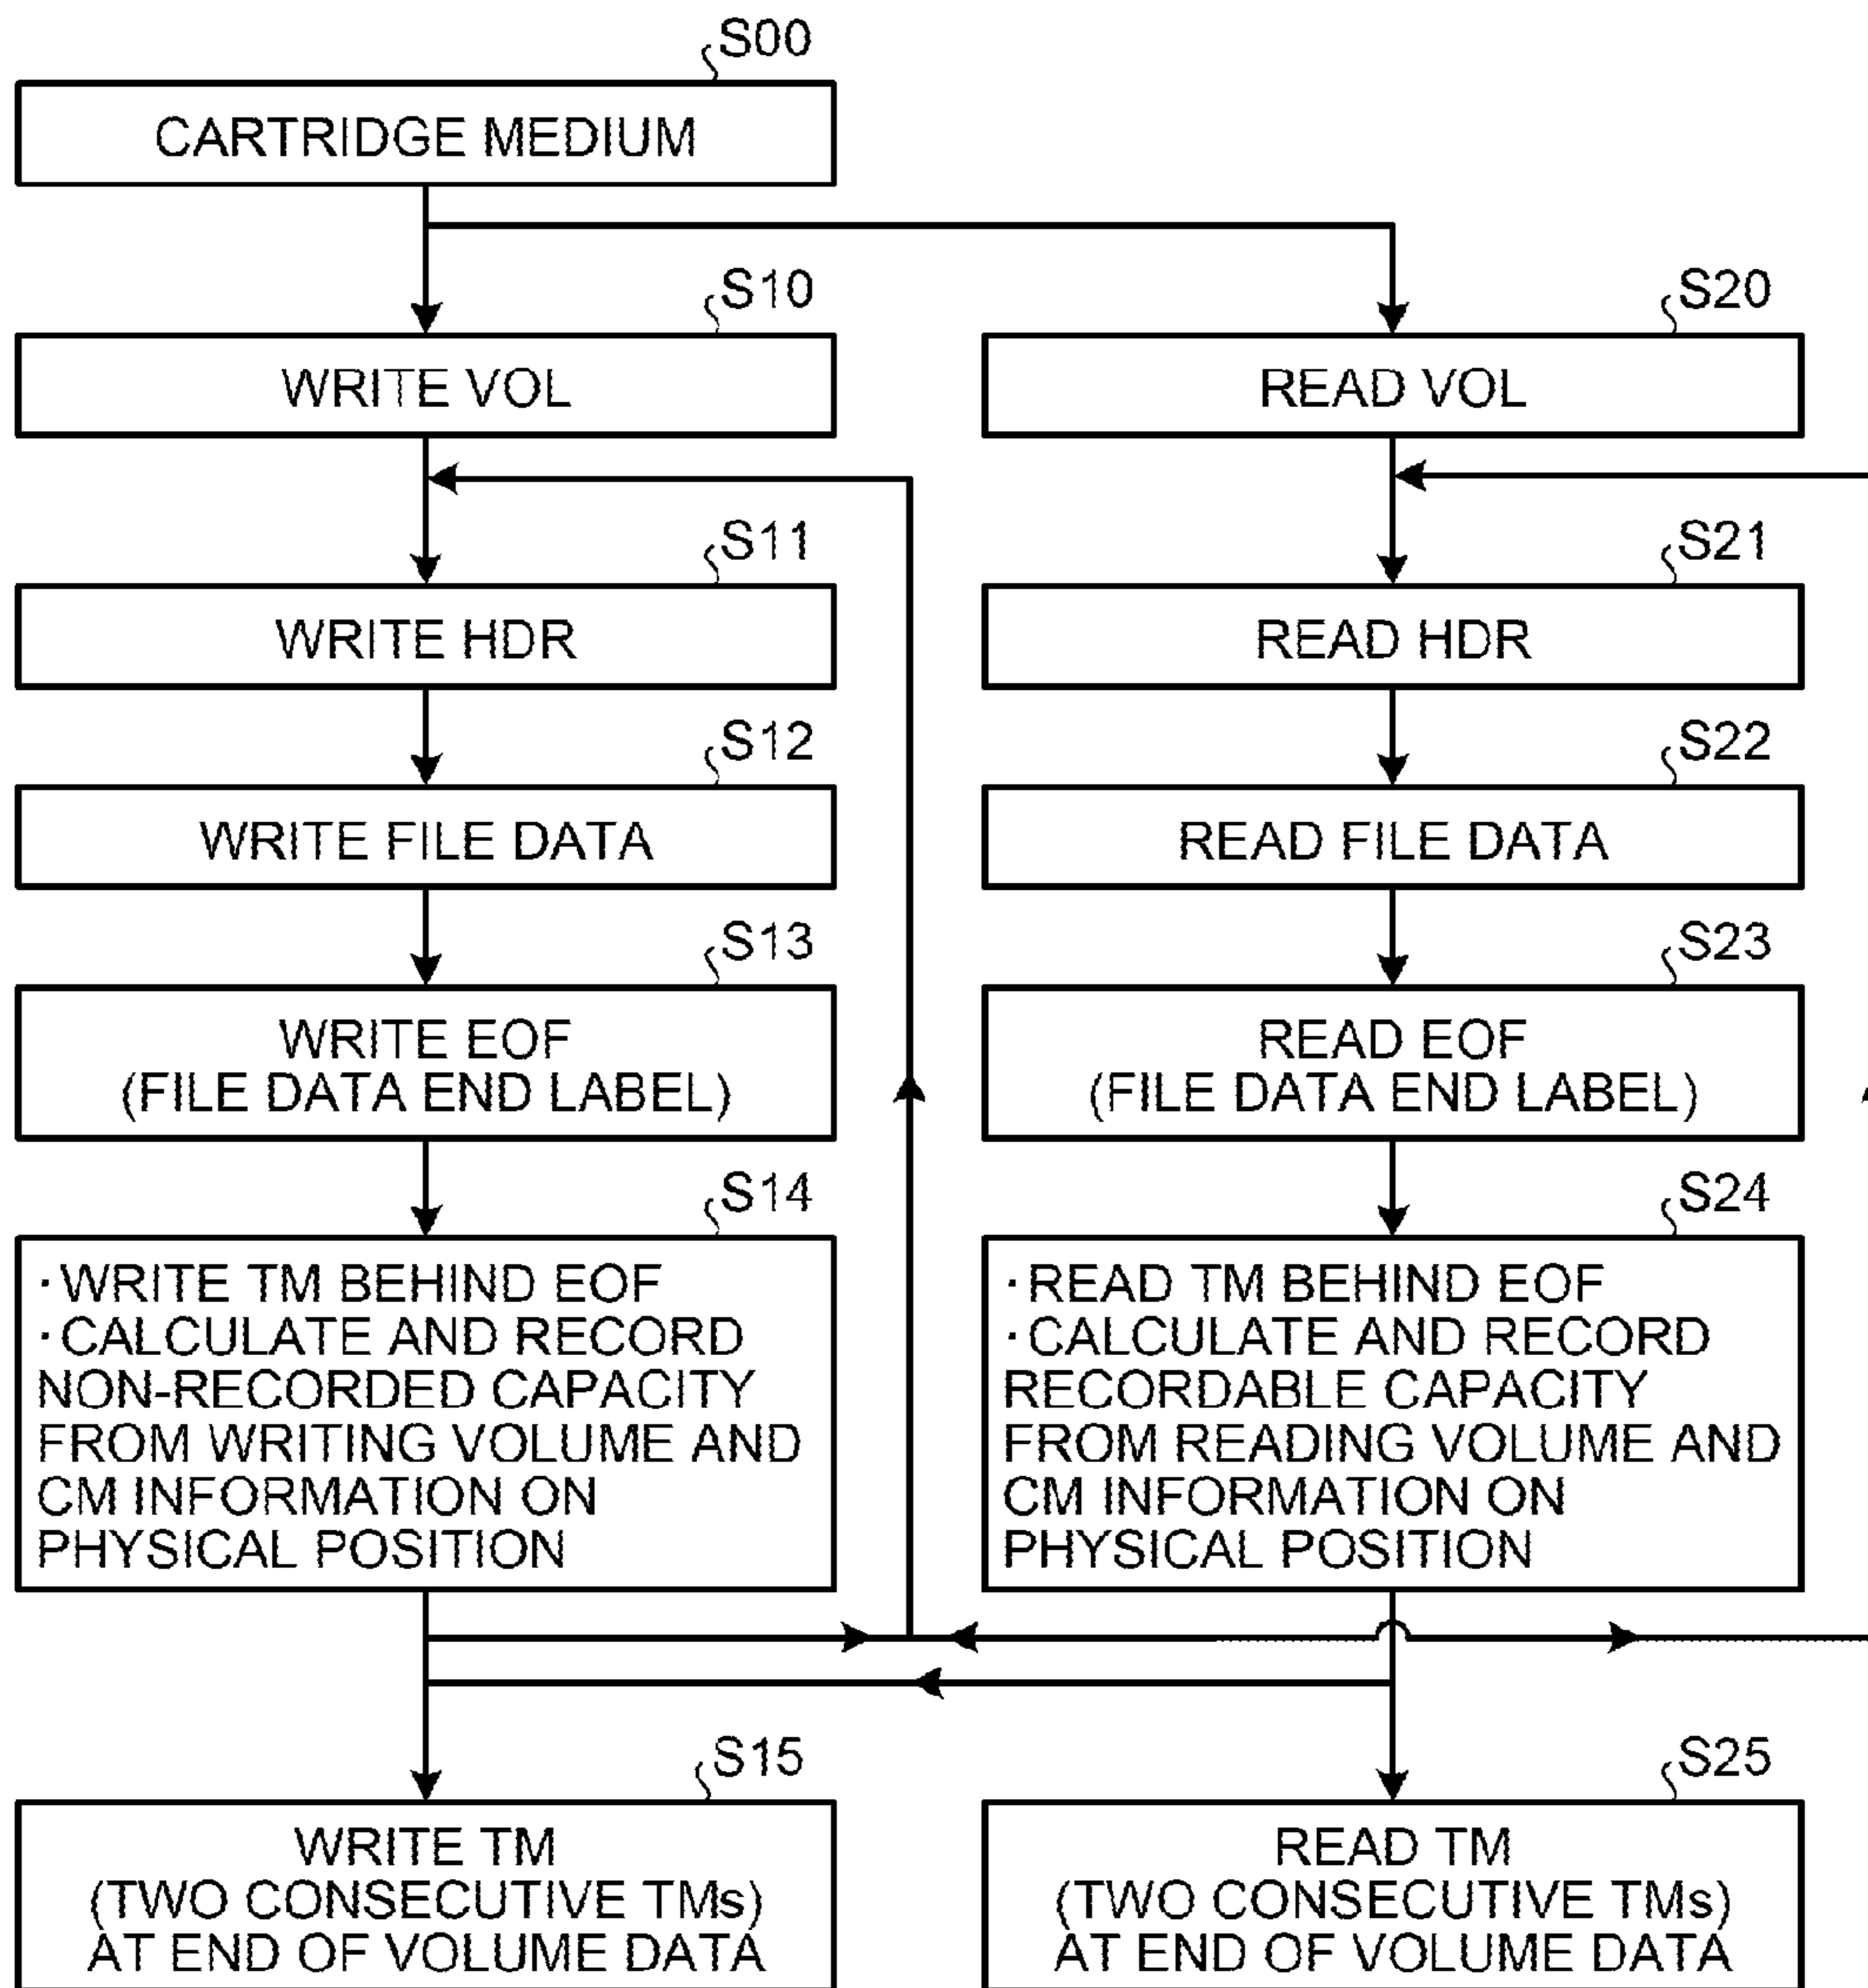 S00
CARTRIDGE MEDIUM
S10
WRITE VOL
S20
READ VOL
S11
WRITE HDR
S21
READ HDR
S12
WRITE FILE DATA
S22
READ FILE DATA
S13
WRITE EOF
(FILE DATA END LABEL)
S23
READ EOF
(FILE DATA END LABEL)
S14
·WRITE TM BEHIND EOF
·CALCULATE AND RECORD
NON-RECORDED CAPACITY
FROM WRITING VOLUME AND
CM INFORMATION ON
PHYSICAL POSITION
S24
·READ TM BEHIND EOF
·CALCULATE AND RECORD
RECORDABLE CAPACITY
FROM READING VOLUME AND
CM INFORMATION ON
PHYSICAL POSITION
S15
WRITE TM
(TWO CONSECUTIVE TMs)
AT END OF VOLUME DATA
S25
READ TM
(TWO CONSECUTIVE TMs)
AT END OF VOLUME DATA